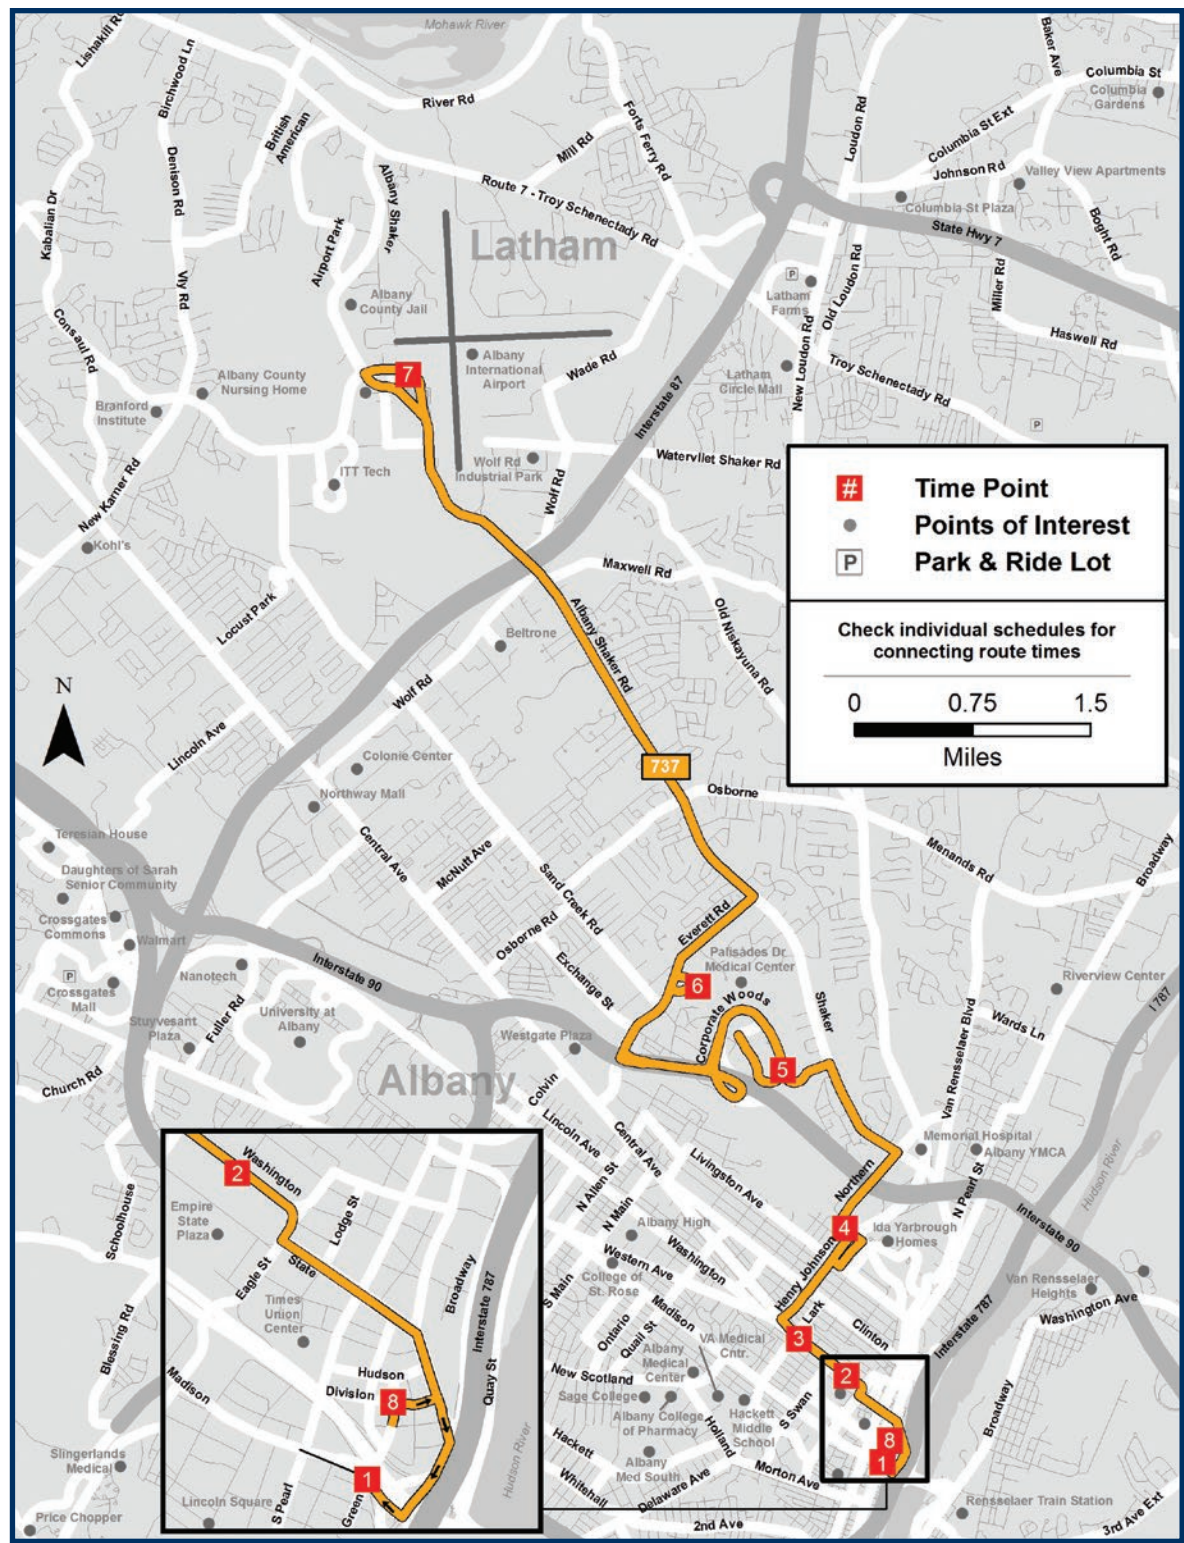 Mohawk River
Lishakill Rd
Birchwood Ln
British
American
River Rd
Mill Rd
Forts Ferry Rd
Loudon Rd
Baker Ave
Columbia St
Columbia
Gardens
Columbia St Ext
Johnson Rd
Valley View Apartments
Columbia St Plaza
State Hwy 7
Boght Rd
Miller Rd
Haswell Rd
Denison Rd
Kabalian Dr
Albany Shaker
Airport Park
Route 7 - Troy Schenectady Rd
Latham
Vly Rd
Albany
County Jail
P
Latham
Farms
Old Loudon Rd
New Loudon Rd
Latham
Circle Mall
Troy Schenectady Rd
P
Consaul Rd
7
Albany
International
Airport
Wade Rd
Interstate 87
Albany County
Nursing Home
Branford
Institute
ITT Tech
Wolf Rd
Industrial Park
Wolf Rd
Watervliet Shaker Rd
New Karner Rd
Kohl's
# Time Point
Points of Interest
P Park & Ride Lot
Check individual schedules for
connecting route times
0 0.75 1.5
Miles
Maxwell Rd
Old Niskayuna Rd
Locust Park
Beltrone
Albany Shaker Rd
N
Wolf Rd
Lincoln Ave
Colonie Center
Northway Mall
737
Osborne
Menands Rd
Broadway
Teresian House
Daughters of Sarah
Senior Community
Crossgates
Commons
Walmart
Central Ave
McNutt Ave
Sand Creek Rd
Osborne Rd
Everett Rd
Palisades Dr
Medical Center
P
Crossgates
Mall
Nanotech
Interstate 90
Exchange St
6
Corporate Woods
Shaker
Riverview Center
I 787
Wards Ln
Van Rensselaer Blvd
Stuyvesant
Plaza
Fuller Rd
University at
Albany
Westgate Plaza
5
Church Rd
Albany
Colvin
Lincoln Ave
Central Ave
Livingston Ave
Northern
Memorial Hospital
Albany YMCA
Hudson River
N Pearl St
Interstate 90
N Allen St
N Main
Albany High
Washington
Western Ave
College of
St. Rose
S Main
4
Ida Yarbrough
Homes
Henry Johnson
Van Rensselaer
Heights
Washington Ave
Lark
Clinton
Interstate 787
3
Madison
Ontario
Quail St
VA Medical
Cntr.
Albany
Medical
Center
New Scotland
Sage College
Albany College
of Pharmacy
Holland
Hackett
Middle
School
S Swan
2
8
1
Broadway
Hackett
Albany
Med South
Whitehall
Delaware Ave
Morton Ave
2nd Ave
Rensselaer Train Station
3rd Ave Ext
Schoolhouse
Blessing Rd
Slingerlands
Medical
Price Chopper
2
Washington
Empire
State
Plaza
Lodge St
Eagle St
State
Times
Union
Center
Broadway
Interstate 787
Quay St
Hudson
Division
8
Madison
1
Lincoln Square
S Pearl
Green
Hudson River